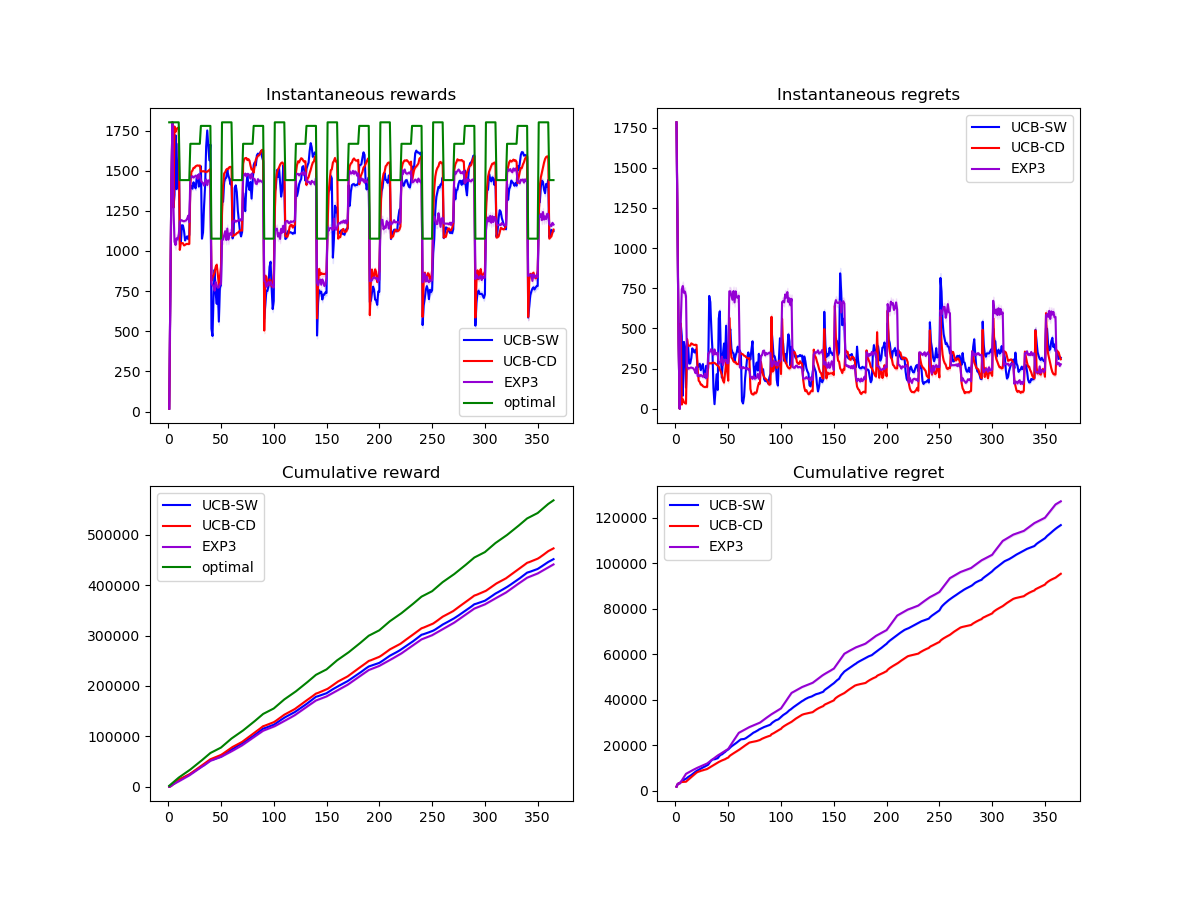 Instantaneous rewards
1750
1500
1250
1000
750
500
250
0
0 50 100 150 200 250 300 350
UCB-SW
UCB-CD
EXP3
optimal
Instantaneous regrets
1750
1500
1250
1000
750
500
250
0
0 50 100 150 200 250 300 350
UCB-SW
UCB-CD
EXP3
Cumulative reward
500000
400000
300000
200000
100000
0
0 50 100 150 200 250 300 350
UCB-SW
UCB-CD
EXP3
optimal
Cumulative regret
120000
100000
80000
60000
40000
20000
0
0 50 100 150 200 250 300 350
UCB-SW
UCB-CD
EXP3